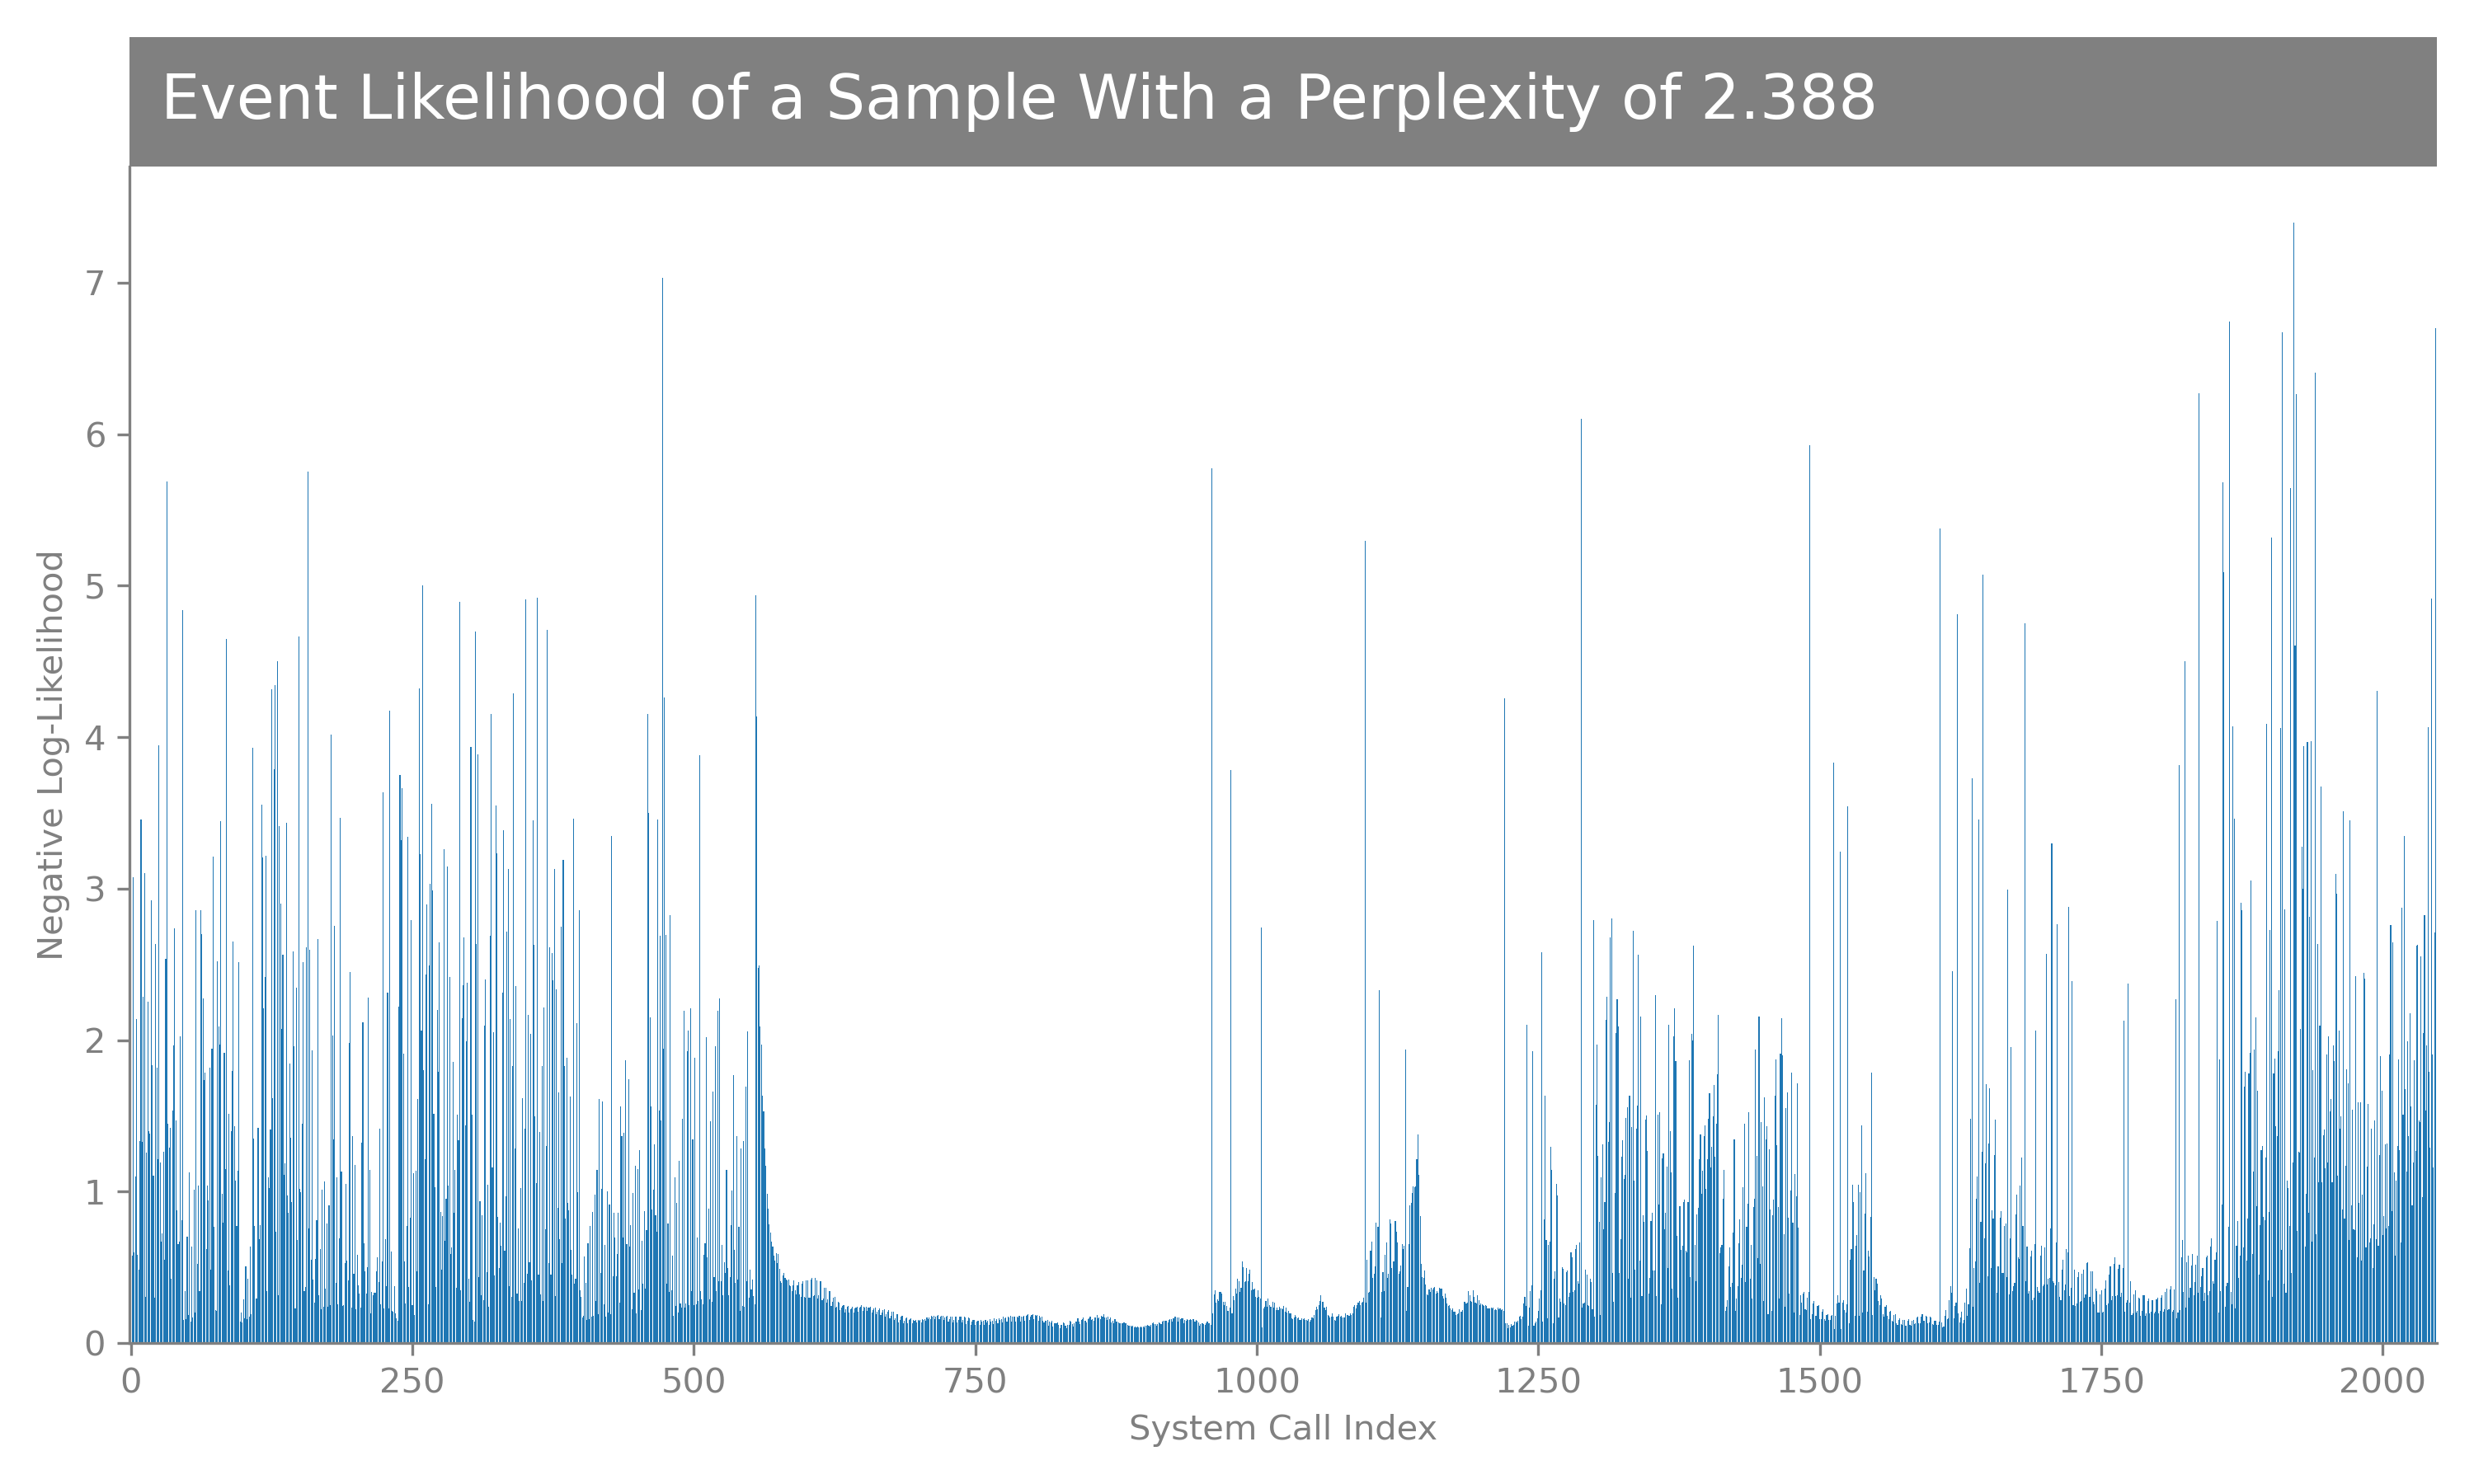 Event Likelihood of a Sample With a Perplexity of 2.388
Negative Log-Likelihood
7
6
5
4
3
2
1
0
0 250 500 750 1000 1250 1500 1750 2000
System Call Index